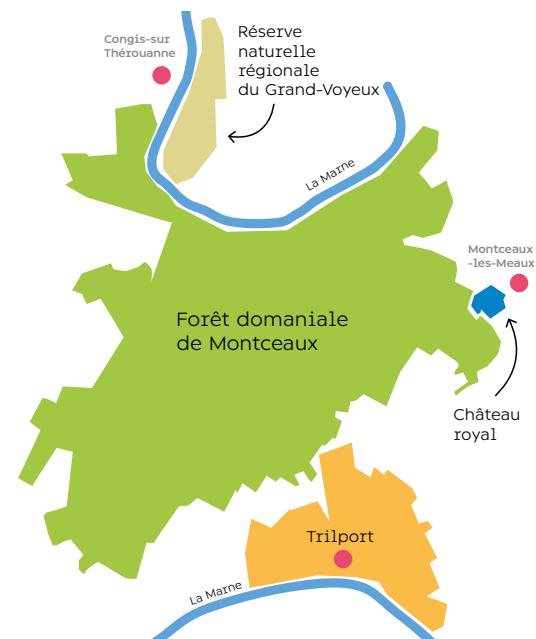 Congis-sur
Thérouanne
Réserve
naturelle
régionale
du Grand-Voyeux
La Marne
Montceaux
-les-Meaux
Forêt domaniale
de Montceaux
Château
royal
Trilport
La Marne